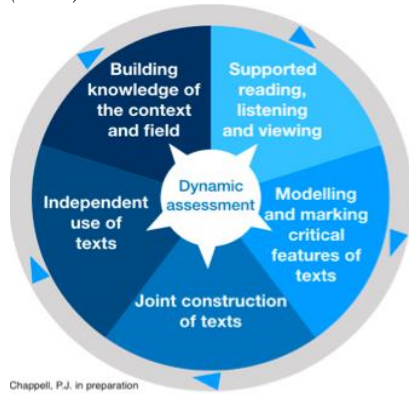 Building
knowledge of
the context
and field
Supported
reading,
listening
and viewing
Modelling
and marking
critical
features of
texts
Joint construction
of texts
Independent
use of
texts
Dynamic
assessment
Chappell, P.J. in preparation